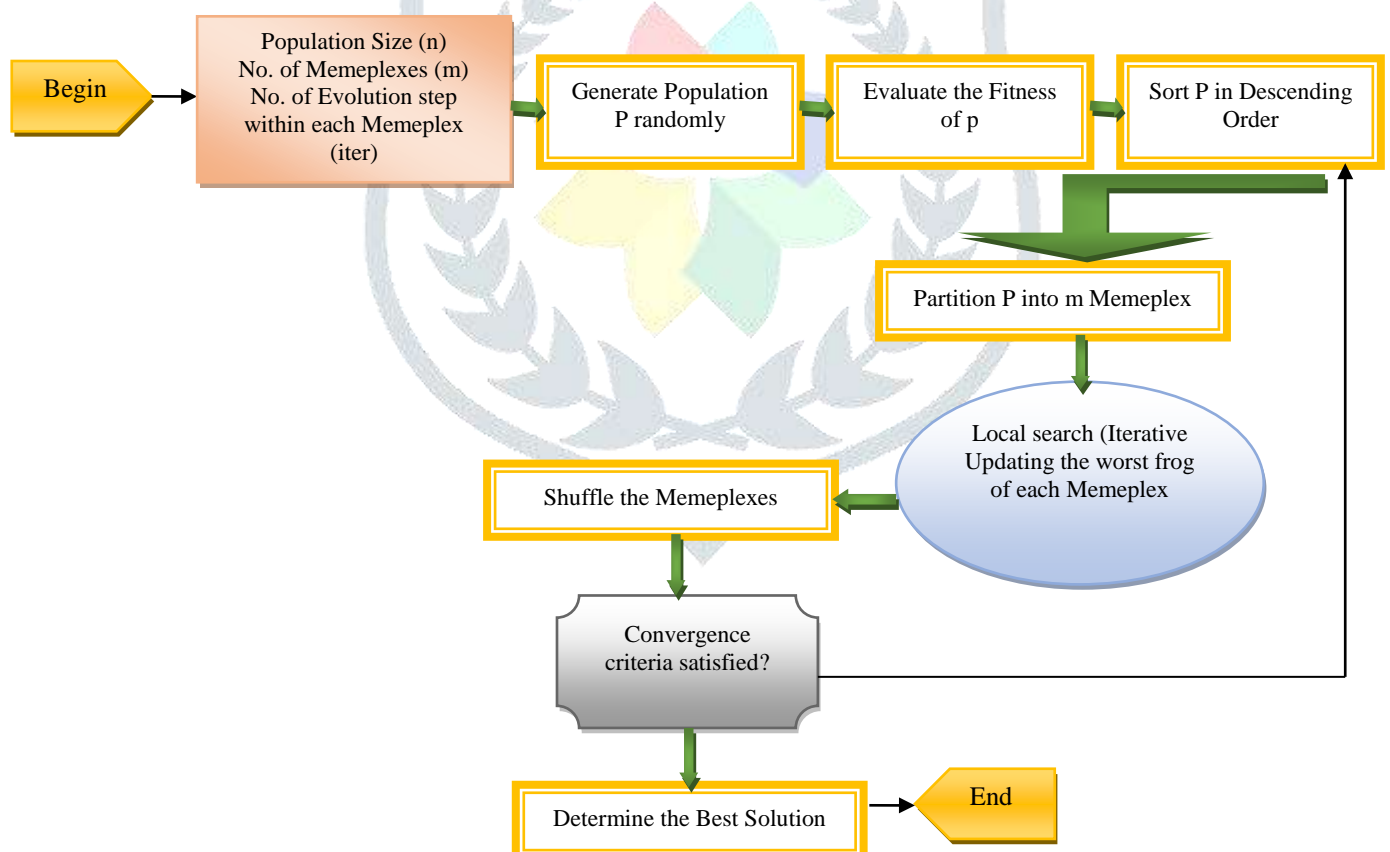 Begin
Population Size (n)
No. of Memeplexes (m)
No. of Evolution step
within each Memeplex
(iter)
Generate Population
P randomly
Evaluate the Fitness
of p
Sort P in Descending
Order
Partition P into m Memeplex
Local search (Iterative
Updating the worst frog
of each Memeplex
Shuffle the Memeplexes
Convergence
criteria satisfied?
Determine the Best Solution
End